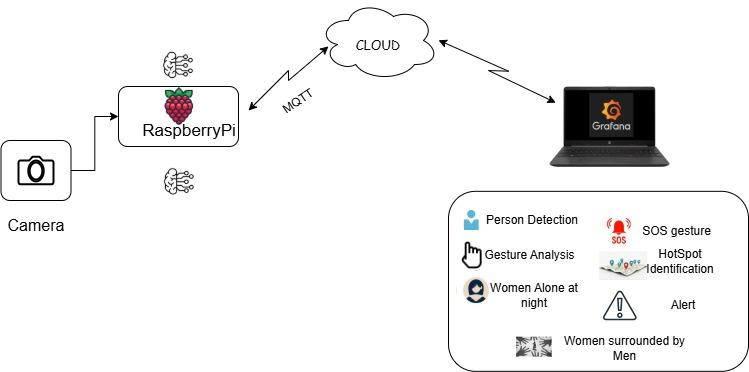 CLOUD
MQTT
RaspberryPi
Grafana
Camera
Person Detection
SOS
SOS gesture
Gesture Analysis
HotSpot
Identification
Women Alone at
night
Alert
Women surrounded by
Men